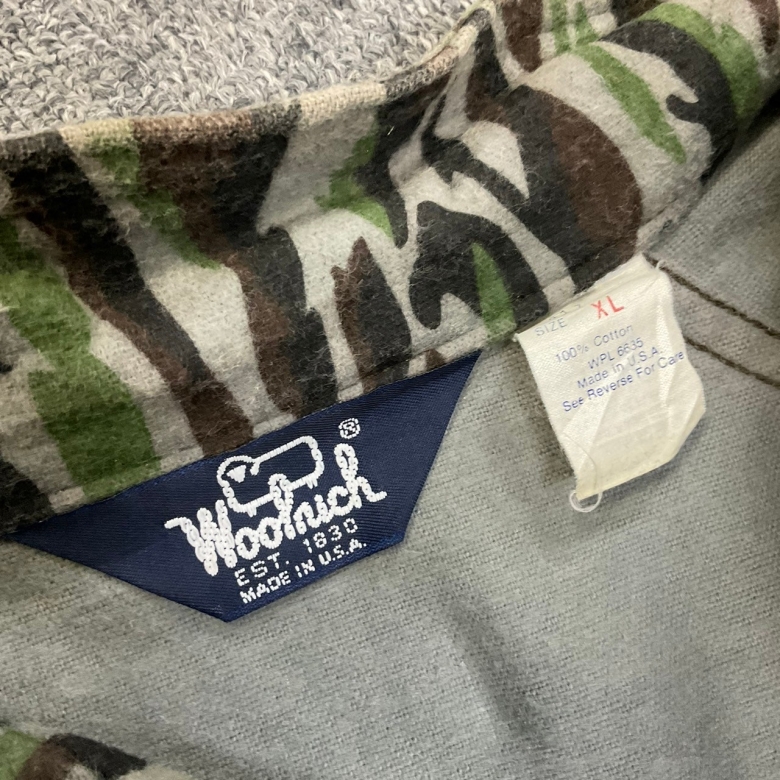 Woolrich ®
EST. 1830
MADE IN U.S.A.
SIZE XL
100% Cotton
WPL 6635
Made in U.S.A.
See Reverse For Care